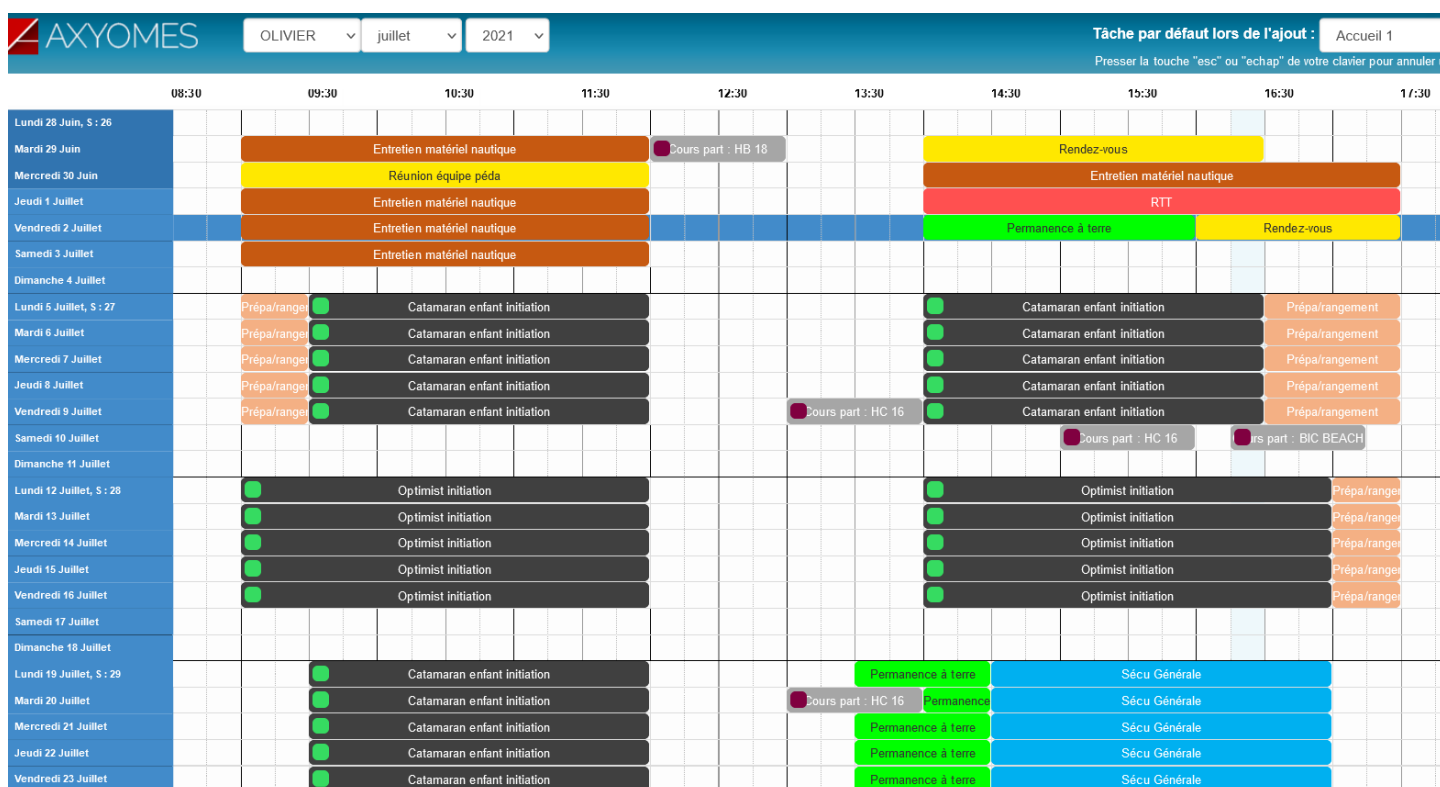 AXYOMES OLIVIER juillet 2021 Tâche par défaut lors de l'ajout : Accueil 1
Presser la touche "esc" ou "echap" de votre clavier pour annuler
08:30 09:30 10:30 11:30 12:30 13:30 14:30 15:30 16:30 17:30
Lundi 28 Juin, S : 26
Mardi 29 Juin Entretien matériel nautique Cours part : HB 18 Rendez-vous
Mercredi 30 Juin Réunion équipe péda Entretien matériel nautique
Jeudi 1 Juillet Entretien matériel nautique RTT
Vendredi 2 Juillet Entretien matériel nautique Permanence à terre Rendez-vous
Samedi 3 Juillet Entretien matériel nautique
Dimanche 4 Juillet
Lundi 5 Juillet, S : 27 Prépa/ranger Catamaran enfant initiation Catamaran enfant initiation Prépa/rangement
Mardi 6 Juillet Prépa/ranger Catamaran enfant initiation Catamaran enfant initiation Prépa/rangement
Mercredi 7 Juillet Prépa/ranger Catamaran enfant initiation Catamaran enfant initiation Prépa/rangement
Jeudi 8 Juillet Prépa/ranger Catamaran enfant initiation Catamaran enfant initiation Prépa/rangement
Vendredi 9 Juillet Prépa/ranger Catamaran enfant initiation Cours part : HC 16 Catamaran enfant initiation Prépa/rangement
Samedi 10 Juillet Cours part : HC 16 rs part : BIC BEACH
Dimanche 11 Juillet
Lundi 12 Juillet, S : 28 Optimist initiation Optimist initiation Prépa/ranger
Mardi 13 Juillet Optimist initiation Optimist initiation Prépa/ranger
Mercredi 14 Juillet Optimist initiation Optimist initiation Prépa/ranger
Jeudi 15 Juillet Optimist initiation Optimist initiation Prépa/ranger
Vendredi 16 Juillet Optimist initiation Optimist initiation Prépa/ranger
Samedi 17 Juillet
Dimanche 18 Juillet
Lundi 19 Juillet, S : 29 Catamaran enfant initiation Permanence à terre Sécu Générale
Mardi 20 Juillet Catamaran enfant initiation Cours part : HC 16 Permanence Sécu Générale
Mercredi 21 Juillet Catamaran enfant initiation Permanence à terre Sécu Générale
Jeudi 22 Juillet Catamaran enfant initiation Permanence à terre Sécu Générale
Vendredi 23 Juillet Catamaran enfant initiation Permanence à terre Sécu Générale